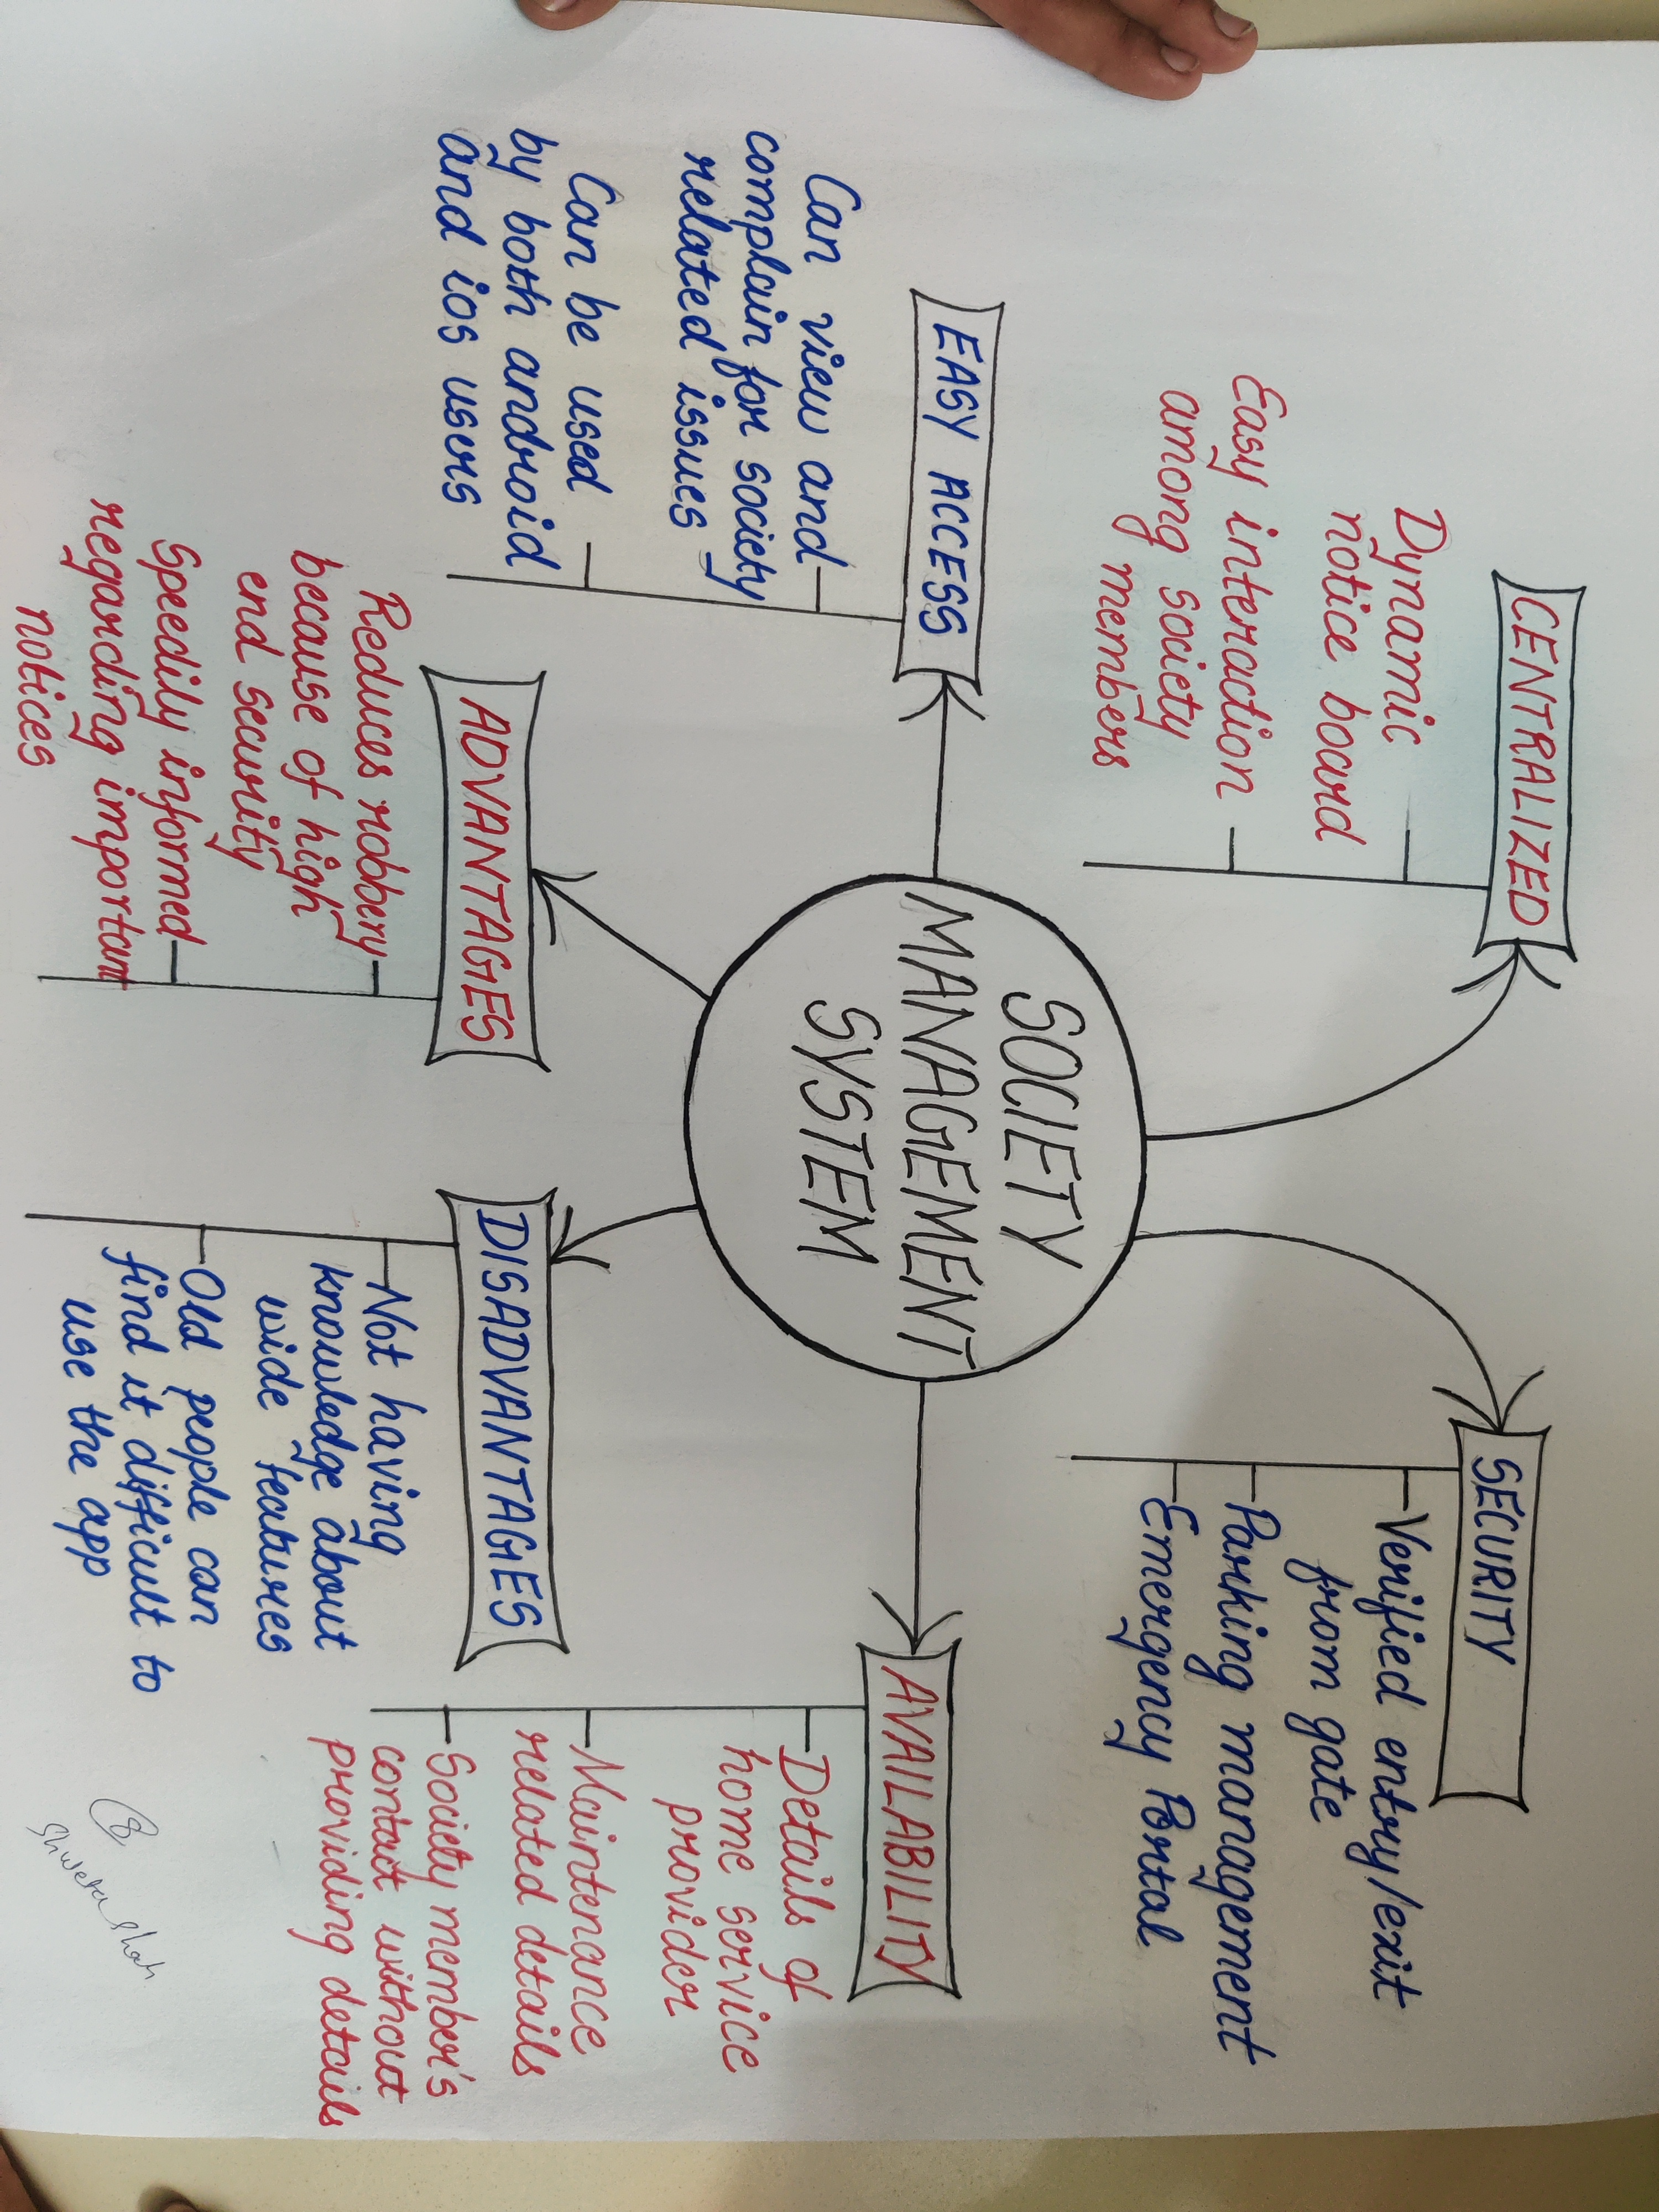 CENTRALIZED
Dynamic
notice board
Easy interaction
among society
members
SECURITY
Verified entry/exit
from gate
Parking management
Emergency Portal
SOCIETY
MANAGEMENT
SYSTEM
EASY ACCESS
Can view and
complain for society
related issues
Can be used
by both android
and ios users
AVAILABILITY
Details of
home service
provider
Maintenance
related details
Society member's
contact without
providing details
ADVANTAGES
Reduces robbery
because of high
end security
Speedily informed
regarding important
notices
DISADVANTAGES
Not having
knowledge about
wide features
Old people can
find it difficult to
use the app
8
Shweta Shah